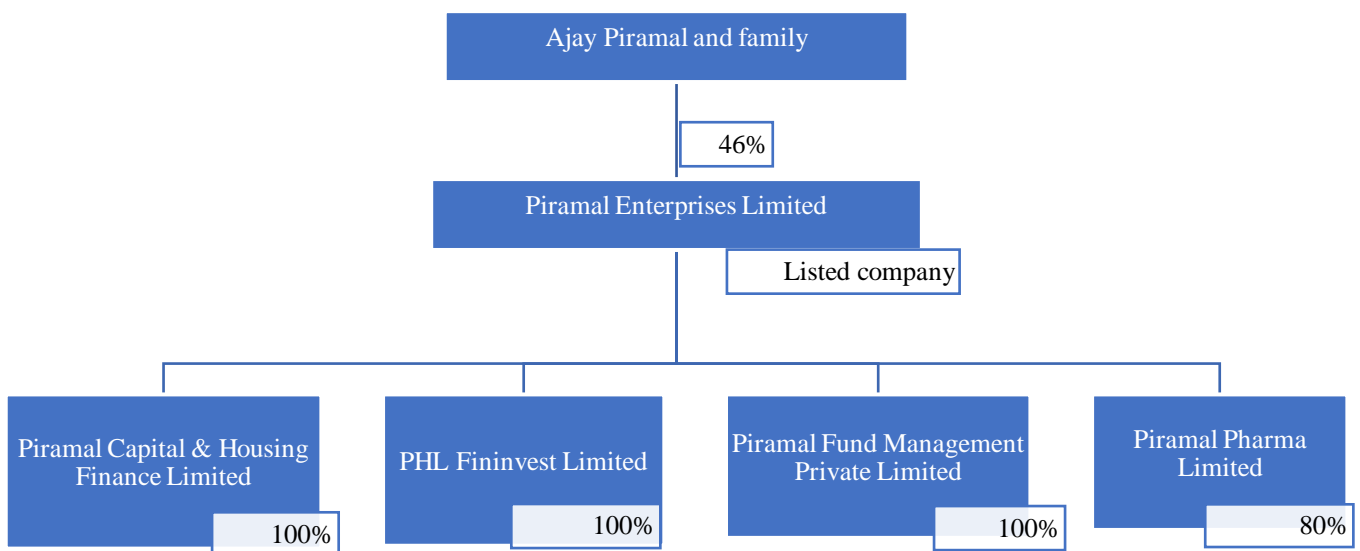 Ajay Piramal and family
46%
Piramal Enterprises Limited
Listed company
Piramal Capital & Housing
Finance Limited
100%
PHL Fininvest Limited
100%
Piramal Fund Management
Private Limited
100%
Piramal Pharma
Limited
80%